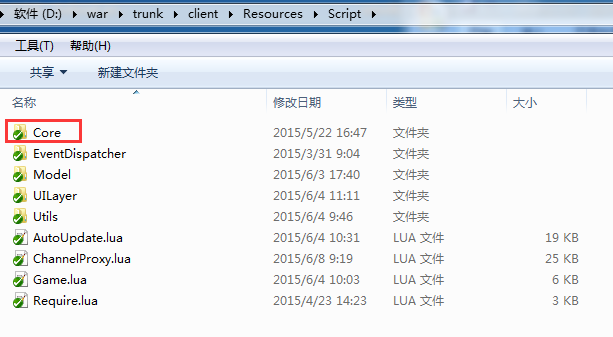 软件 (D:) ▸ war ▸ trunk ▸ client ▸ Resources ▸ Script ▸
工具(T) 帮助(H)
共享 ▼ 新建文件夹
名称 修改日期 类型 大小
Core 2015/5/22 16:47 文件夹
EventDispatcher 2015/3/31 9:04 文件夹
Model 2015/6/3 17:40 文件夹
UILayer 2015/6/4 11:11 文件夹
Utils 2015/6/4 9:46 文件夹
AutoUpdate.lua 2015/6/4 10:31 LUA 文件 19 KB
ChannelProxy.lua 2015/6/8 9:19 LUA 文件 25 KB
Game.lua 2015/6/4 10:03 LUA 文件 6 KB
Require.lua 2015/4/23 14:23 LUA 文件 3 KB